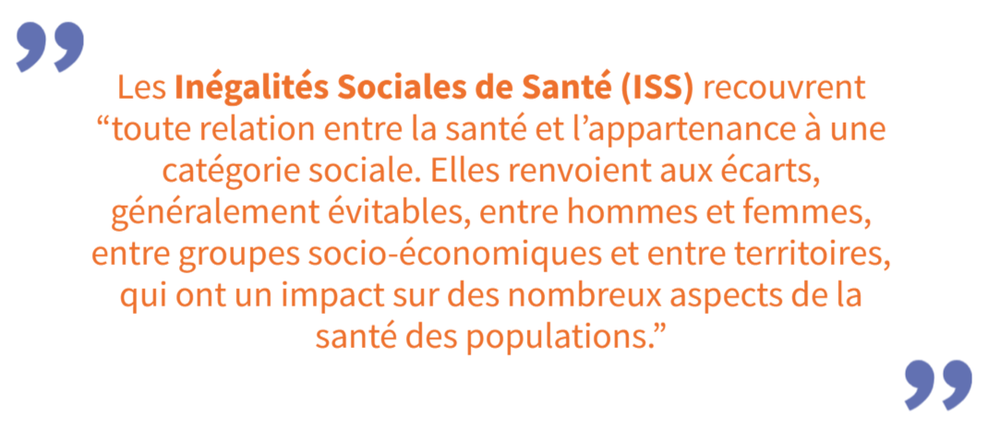 Les Inégalités Sociales de Santé (ISS) recouvrent
“toute relation entre la santé et l’appartenance à une
catégorie sociale. Elles renvoient aux écarts,
généralement évitables, entre hommes et femmes,
entre groupes socio-économiques et entre territoires,
qui ont un impact sur des nombreux aspects de la
santé des populations.”